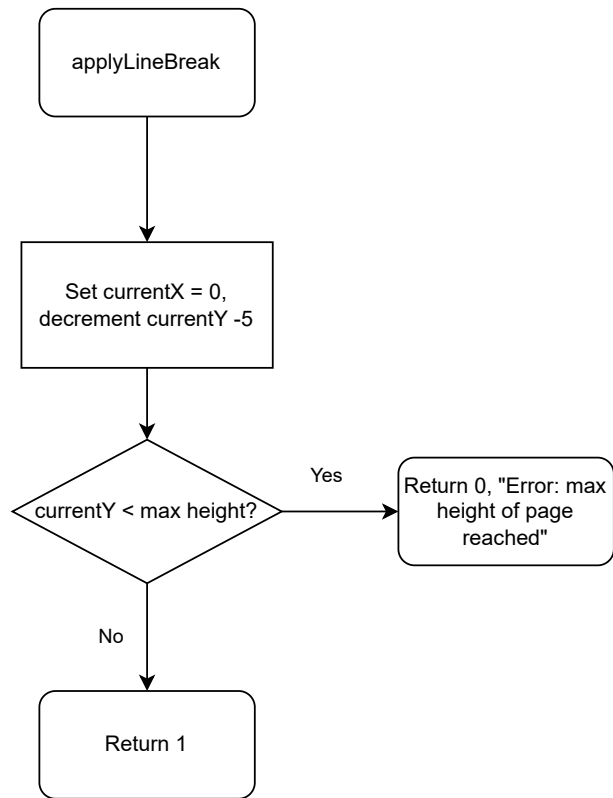 applyLineBreak
Set currentX = 0,
decrement currentY -5
currentY < max height?
Yes
Return 0, "Error: max
height of page
reached"
No
Return 1